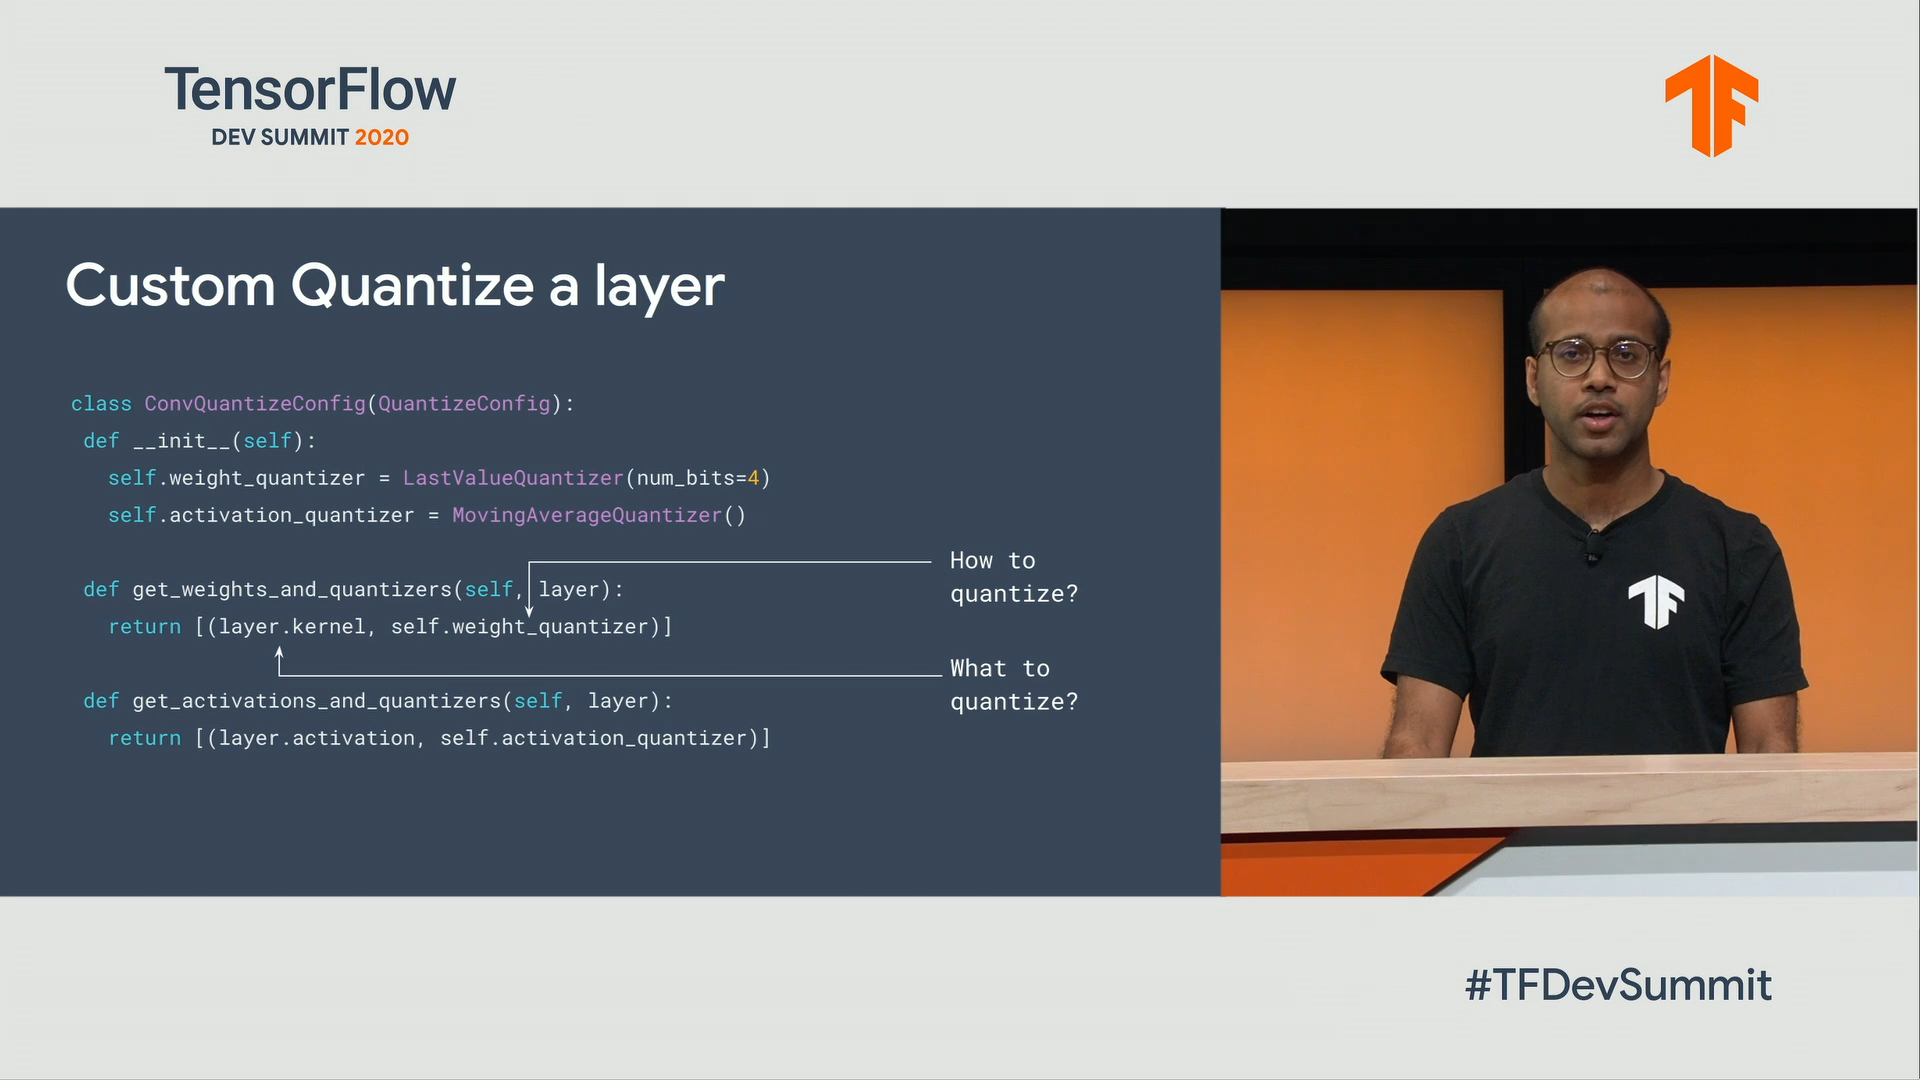 TensorFlow
DEV SUMMIT 2020
Custom Quantize a layer
class ConvQuantizeConfig(QuantizeConfig):
def __init__(self):
self.weight_quantizer = LastValueQuantizer(num_bits=4)
self.activation_quantizer = MovingAverageQuantizer()
def get_weights_and_quantizers(self, layer):
return [(layer.kernel, self.weight_quantizer)]
def get_activations_and_quantizers(self, layer):
return [(layer.activation, self.activation_quantizer)]
How to
quantize?
What to
quantize?
#TFDevSummit